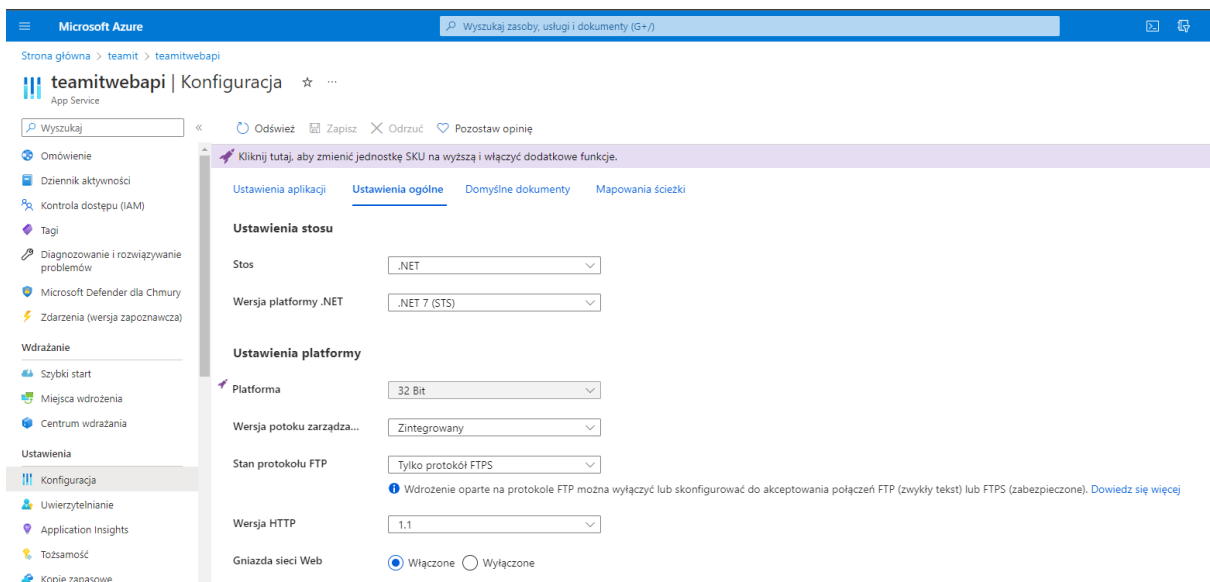 Microsoft Azure
Wyszukaj zasoby, usługi i dokumenty (G+/)
Strona główna > teamit > teamitwebapi
teamitwebapi | Konfiguracja
App Service
Wyszukaj
Odśwież Zapisz Odrzuć Pozostaw opinię
Kliknij tutaj, aby zmienić jednostkę SKU na wyższą i włączyć dodatkowe funkcje.
Omówienie
Dziennik aktywności
Kontrola dostępu (IAM)
Tagi
Diagnozowanie i rozwiązywanie
problemów
Microsoft Defender dla Chmury
Zdarzenia (wersja zapoznawcza)
Wdrażanie
Szybki start
Miejsca wdrożenia
Centrum wdrażania
Ustawienia
Konfiguracja
Uwierzytelnianie
Application Insights
Tożsamość
Kopie zapasowe
Ustawienia aplikacji Ustawienia ogólne Domyślne dokumenty Mapowania ścieżki
Ustawienia stosu
Stos .NET
Wersja platformy .NET .NET 7 (STS)
Ustawienia platformy
Platforma 32 Bit
Wersja potoku zarządza... Zintegrowany
Stan protokołu FTP Tylko protokół FTPS
Wdrożenie oparte na protokole FTP można wyłączyć lub skonfigurować do akceptowania połączeń FTP (zwykły tekst) lub FTPS (zabezpieczone). Dowiedz się więcej
Wersja HTTP 1.1
Gniazda sieci Web Włączone Wyłączone